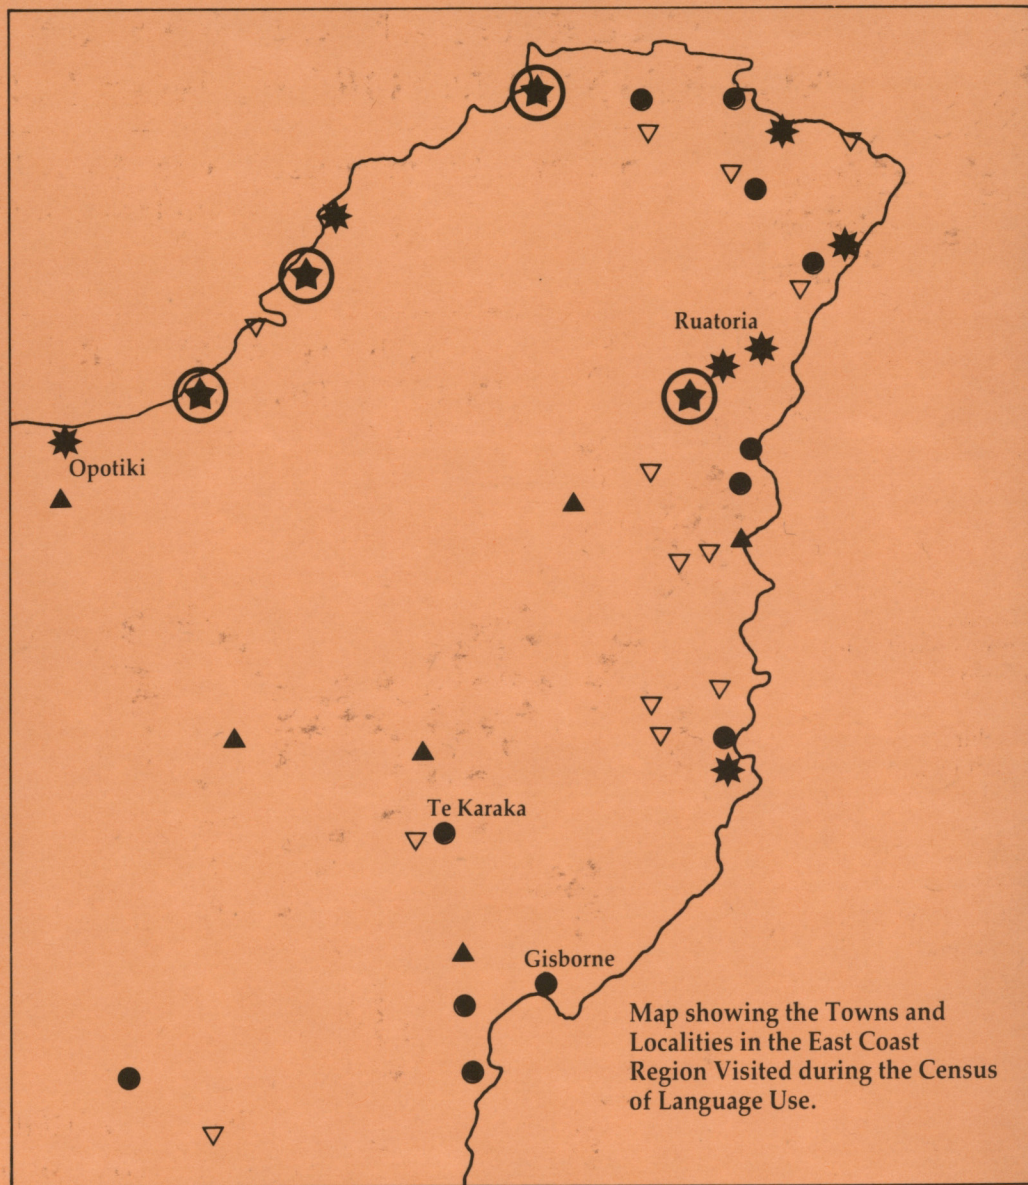 Ruatoria
Opotiki
Te Karaka
Gisborne
Map showing the Towns and
Localities in the East Coast
Region Visited during the Census
of Language Use.